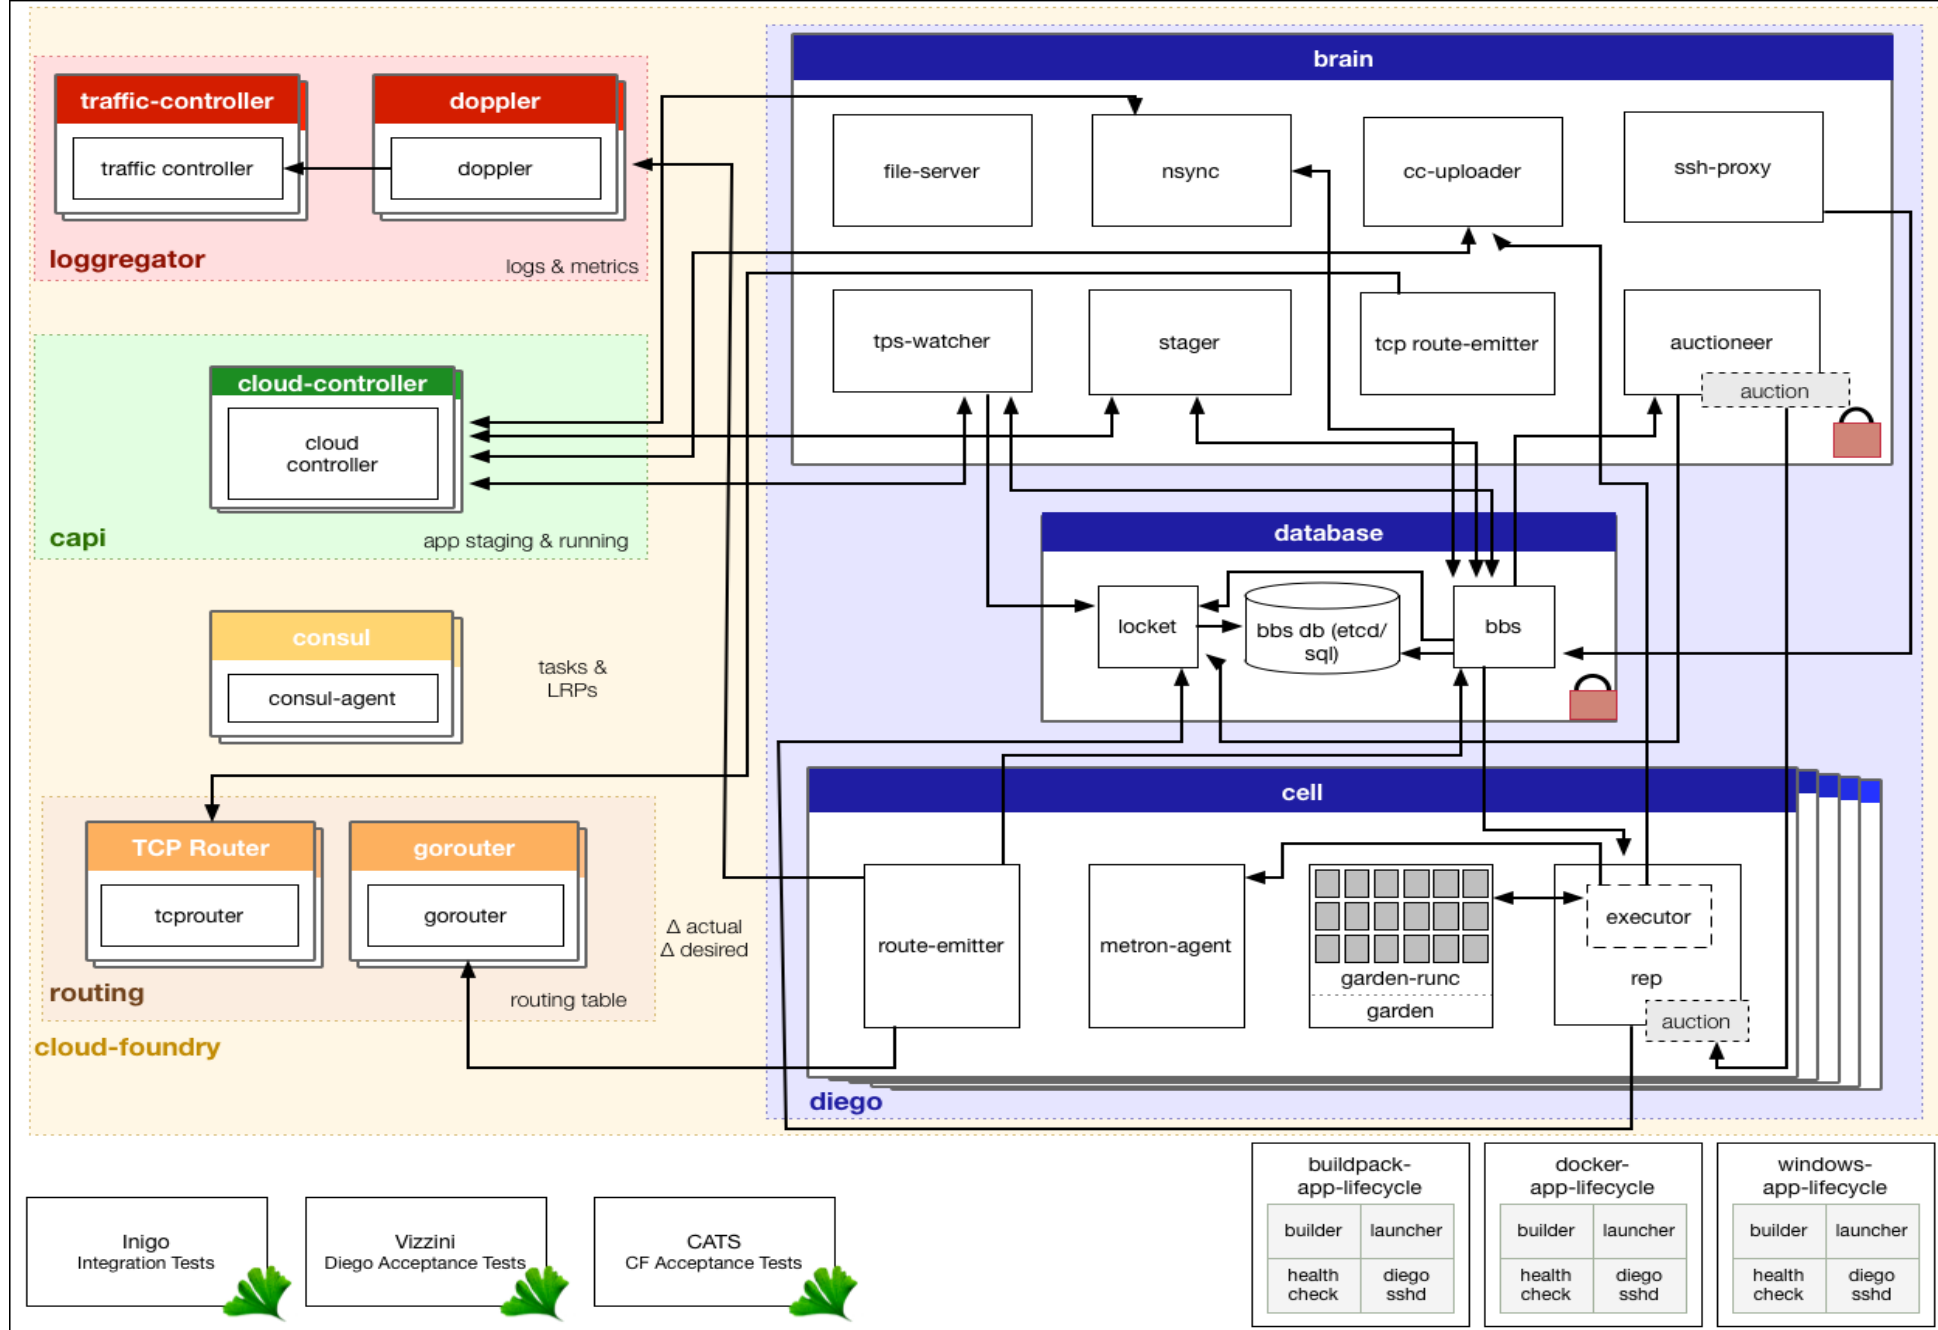 brain
traffic-controller
doppler
traffic controller
doppler
loggregator
logs & metrics
file-server
nsync
cc-uploader
ssh-proxy
tps-watcher
stager
tcp route-emitter
auctioneer
auction
cloud-controller
cloud
controller
capi
app staging & running
database
locket
bbs db (etcd/
sql)
bbs
consul
consul-agent
tasks &
LRPs
cell
TCP Router
gorouter
tcprouter
gorouter
routing
routing table
Δ actual
Δ desired
cloud-foundry
route-emitter
metron-agent
garden-runc
garden
executor
rep
auction
diego
Inigo
Integration Tests
Vizzini
Diego Acceptance Tests
CATS
CF Acceptance Tests
buildpack-
app-lifecycle
builder
launcher
health
check
diego
sshd
docker-
app-lifecycle
builder
launcher
health
check
diego
sshd
windows-
app-lifecycle
builder
launcher
health
check
diego
sshd